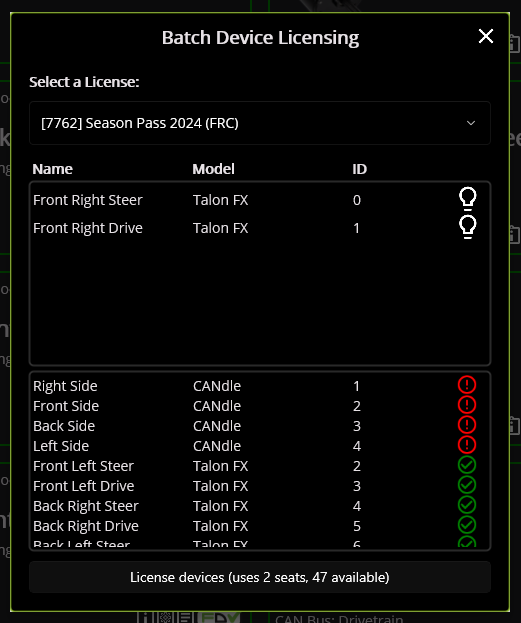 Batch Device Licensing
Select a License:
[7762] Season Pass 2024 (FRC)
Name Model ID
Front Right Steer Talon FX 0
Front Right Drive Talon FX 1
Right Side CANdle 1
Front Side CANdle 2
Back Side CANdle 3
Left Side CANdle 4
Front Left Steer Talon FX 2
Front Left Drive Talon FX 3
Back Right Steer Talon FX 4
Back Right Drive Talon FX 5
Back Left Steer Talon FX 6
License devices (uses 2 seats, 47 available)
CAN Bus: Drivetrain